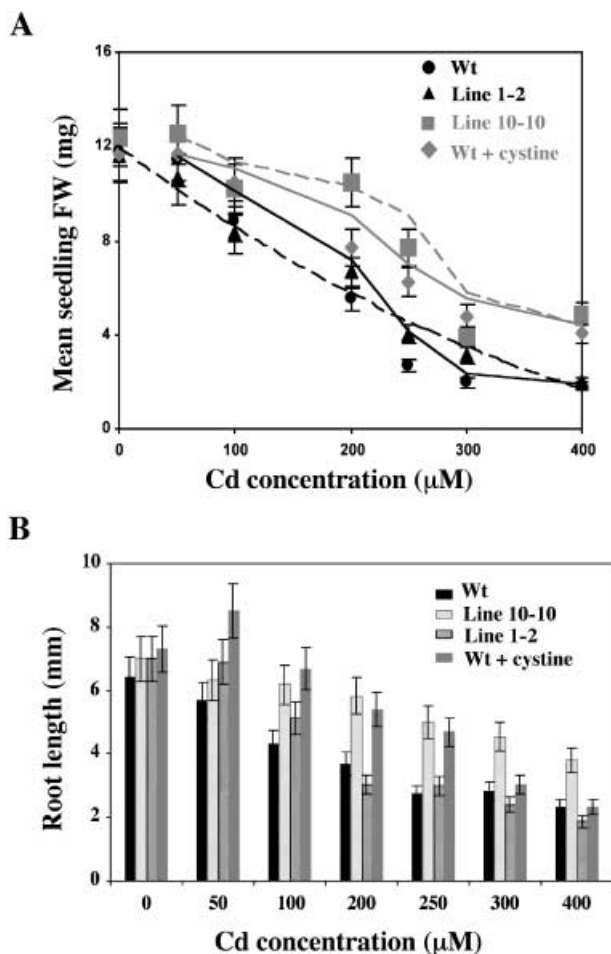 A
Mean seedling FW (mg)
16
12
8
4
0
Wt
Line 1-2
Line 10-10
Wt + cystine
0 100 200 300 400
Cd concentration (μM)
B
Root length (mm)
10
8
6
4
2
0
Wt
Line 10-10
Line 1-2
Wt + cystine
0 50 100 200 250 300 400
Cd concentration (μM)